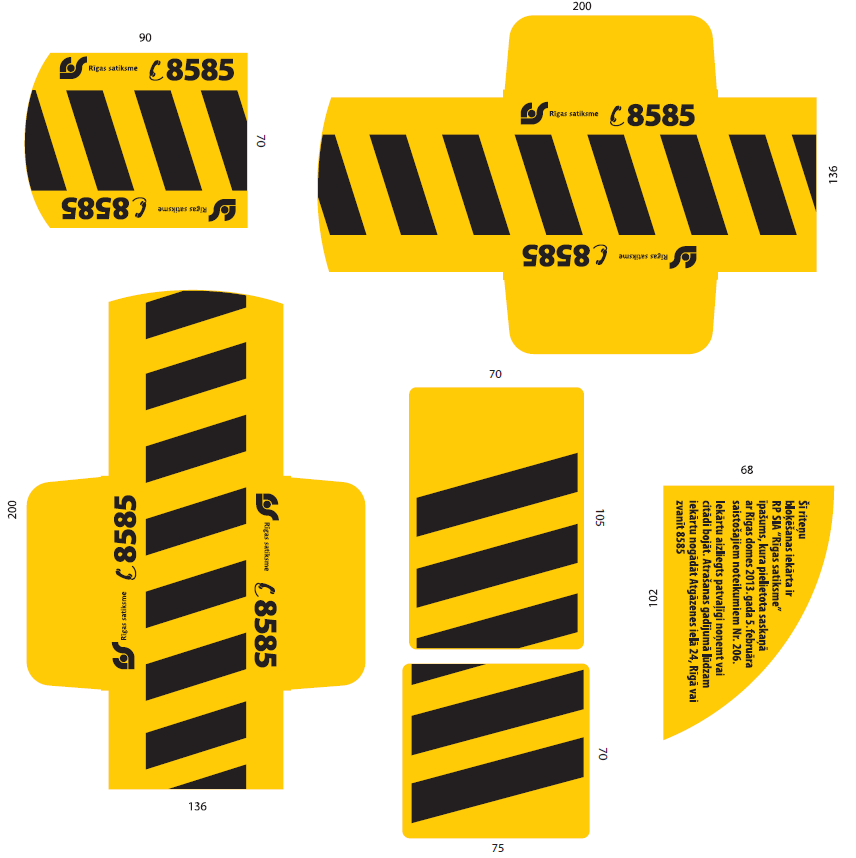 90
Rīgas satiksme 8585
70
8585 Rīgas satiksme
200
Rīgas satiksme 8585
136
8585 Rīgas satiksme
200
Rīgas satiksme 8585
Rīgas satiksme 8585
136
70
105
70
75
68
102
Šī riteņu
bloķēšanas iekārta ir
RP SIA “Rīgas satiksme”
īpašums, kura pielietota saskaņā
ar Rīgas domes 2013. gada 5. februāra
saistošajiem noteikumiem Nr. 206.
Iekārtu aizliegts patvaļīgi noņemt vai
citādi bojāt. Atrašanas gadījumā lūdzam
iekārtu nogādāt Atgāzenes ielā 24, Rīgā vai
zvanīt 8585